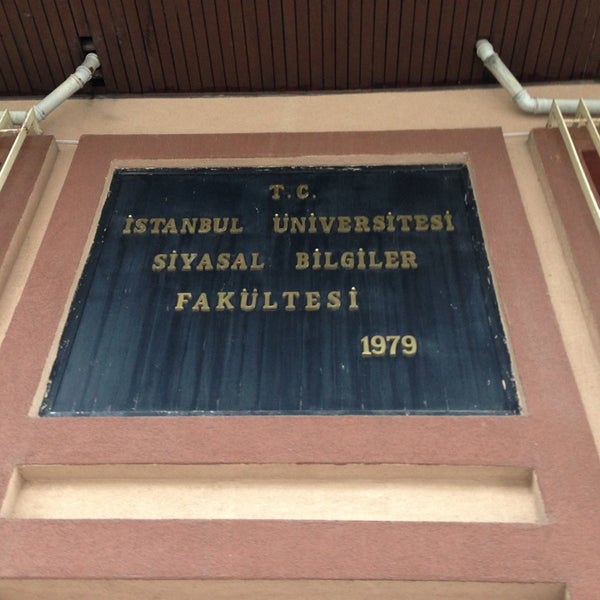 T.C.
İSTANBUL ÜNİVERSİTESİ
SİYASAL BİLGİLER
FAKÜLTESİ
1979